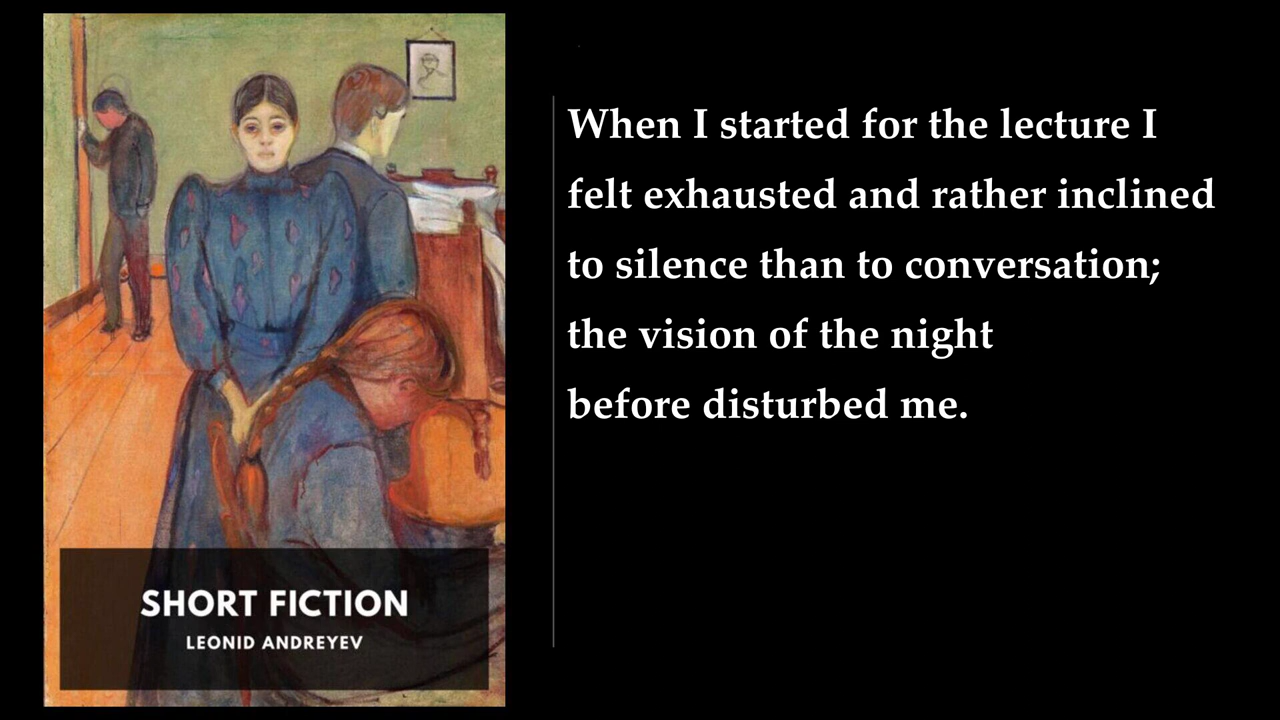 SHORT FICTION
LEONID ANDREYEV
When I started for the lecture I
felt exhausted and rather inclined
to silence than to conversation;
the vision of the night
before disturbed me.